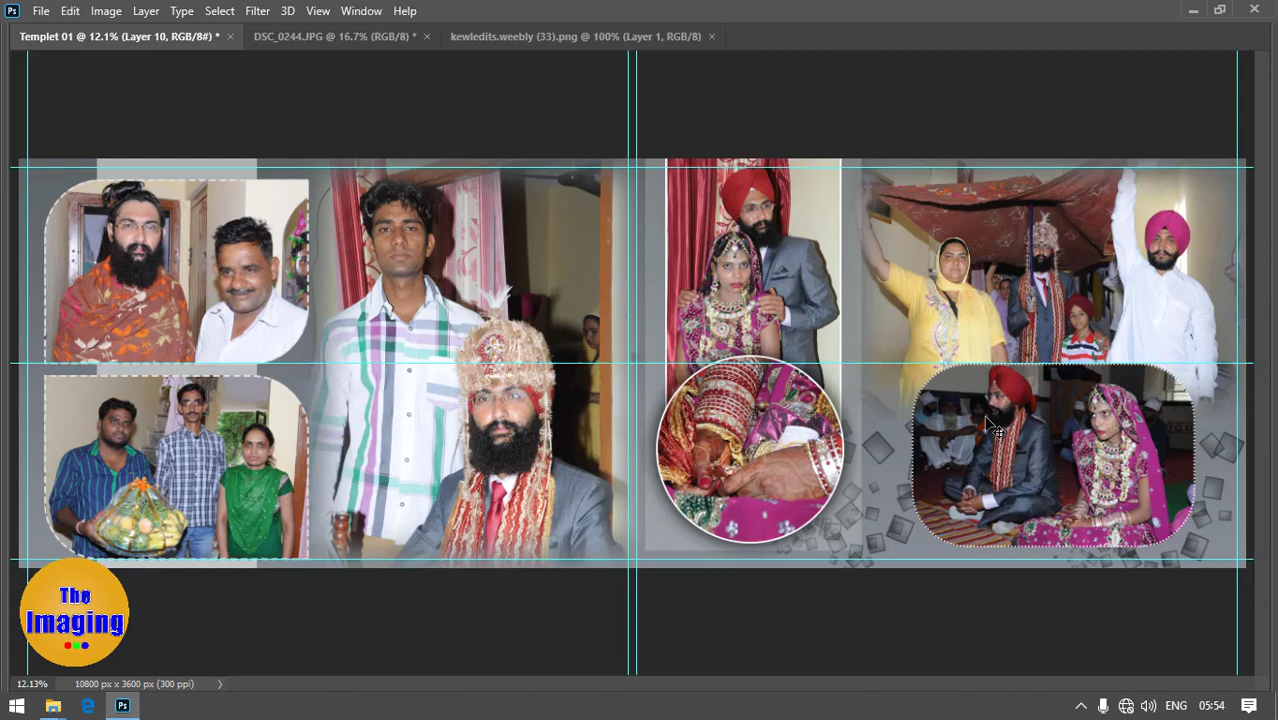 Ps File Edit Image Layer Type Select Filter 3D View Window Help
Templet 01 @ 12.1% (Layer 10, RGB/8#) * × DSC_0244.JPG @ 16.7% (RGB/8) * × kewledits.weebly (33).png @ 100% (Layer 1, RGB/8) ×
The
Imaging
12.13% 10800 px x 3600 px (300 ppi)
Ps ENG 05:54